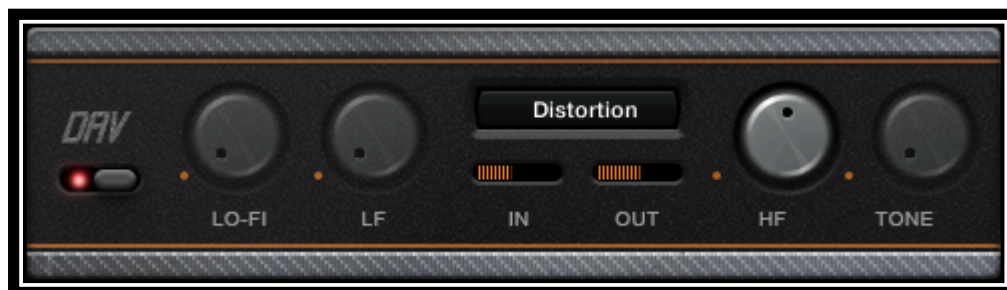 DAV
Distortion
LO-FI
LF
IN
OUT
HF
TONE